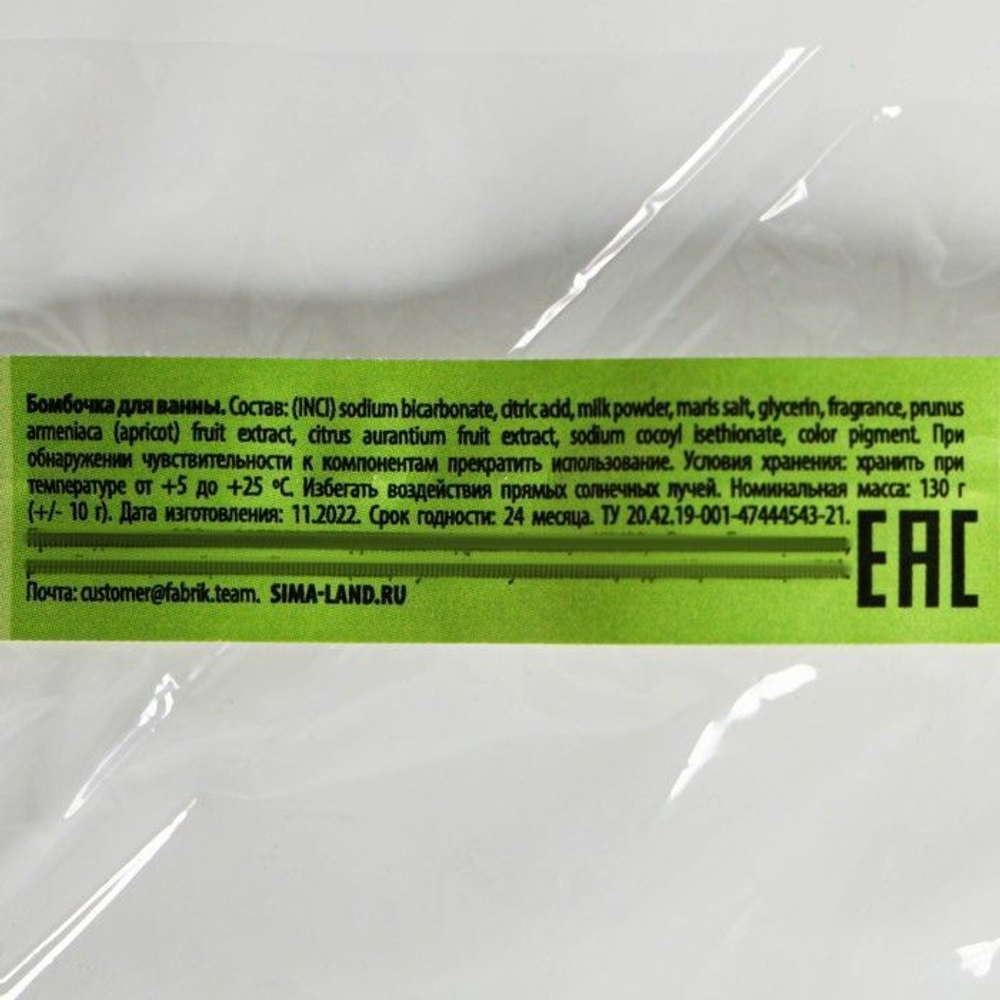 Бомбочка для ванны. Состав: (INCI) sodium bicarbonate, citric acid, milk powder, maris salt, glycerin, fragrance, prunus
armeniaca (apricot) fruit extract, citrus aurantium fruit extract, sodium cocoyl isethionate, color pigment. При
обнаружении чувствительности к компонентам прекратить использование. Условия хранения: хранить при
температуре от +5 до +25 °С. Избегать воздействия прямых солнечных лучей. Номинальная масса: 130 г
(+/- 10 г). Дата изготовления: 11.2022. Срок годности: 24 месяца. ТУ 20.42.19-001-47444543-21.
Почта: customer@fabrik.team. SIMA-LAND.RU
EAC